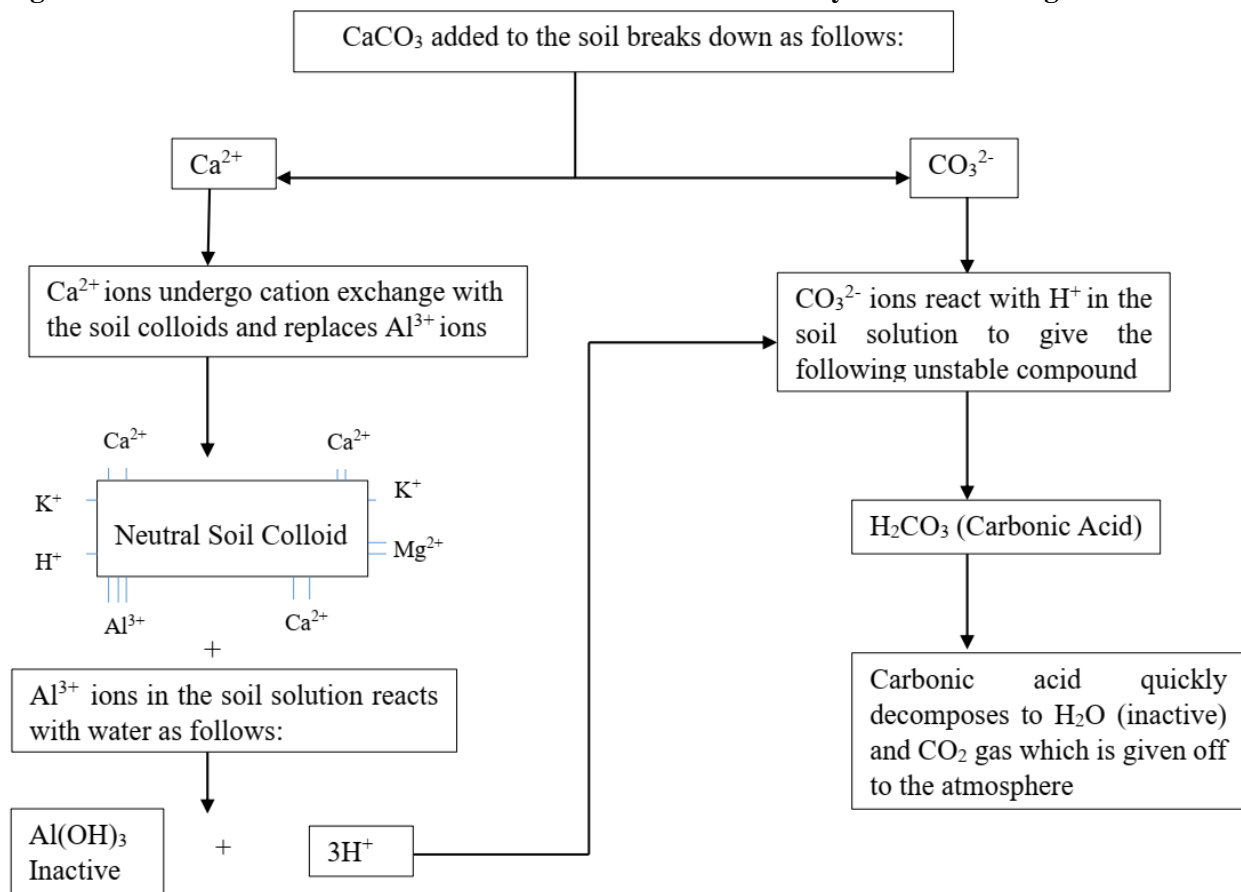 CaCO₃ added to the soil breaks down as follows:
Ca²⁺
CO₃²⁻
Ca²⁺ ions undergo cation exchange with
the soil colloids and replaces Al³⁺ ions
CO₃²⁻ ions react with H⁺ in the
soil solution to give the
following unstable compound
Ca²⁺
Ca²⁺
K⁺
K⁺
Neutral Soil Colloid
H⁺
Mg²⁺
Al³⁺
Ca²⁺
H₂CO₃ (Carbonic Acid)
+
Al³⁺ ions in the soil solution reacts
with water as follows:
Carbonic acid quickly
decomposes to H₂O (inactive)
and CO₂ gas which is given off
to the atmosphere
Al(OH)₃
Inactive
+
3H⁺